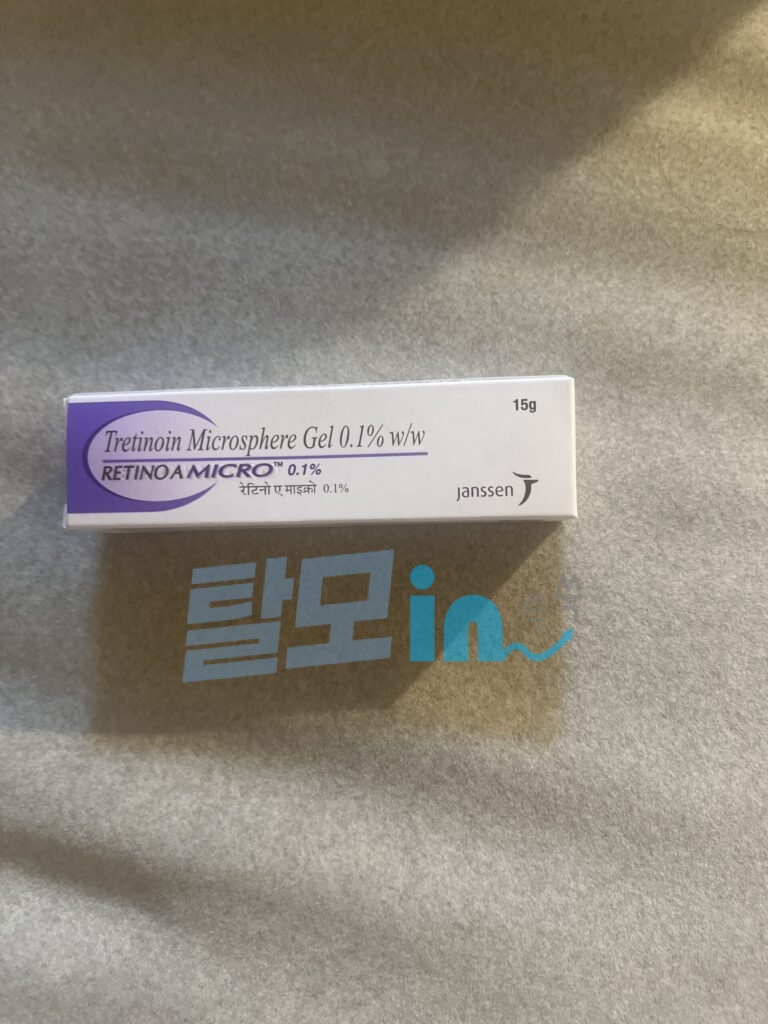 15g
Tretinoin Microsphere Gel 0.1% w/w
RETINO A MICRO™ 0.1%
रेटिनो ए माइक्रो 0.1%
janssen
탈모in